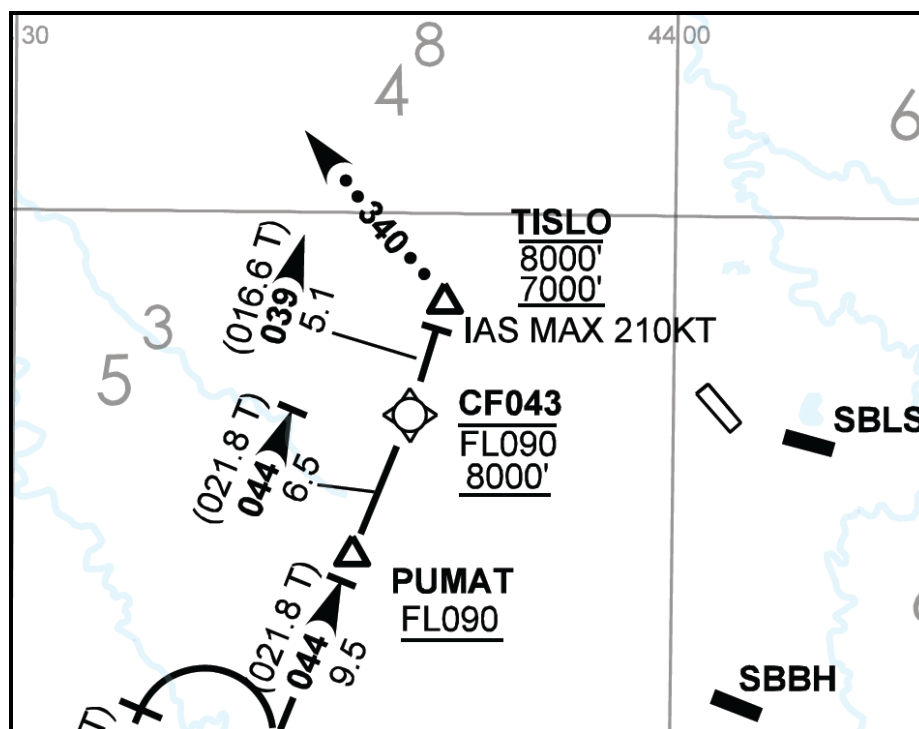 30
8
44 00
4
6
340
TISLO
8000'
7000'
IAS MAX 210KT
(016.6 T)
039
5.1
3
5
CF043
FL090
8000'
SBLS
(021.8 T)
044
6.5
PUMAT
FL090
(021.8 T)
044
9.5
SBBH
T)